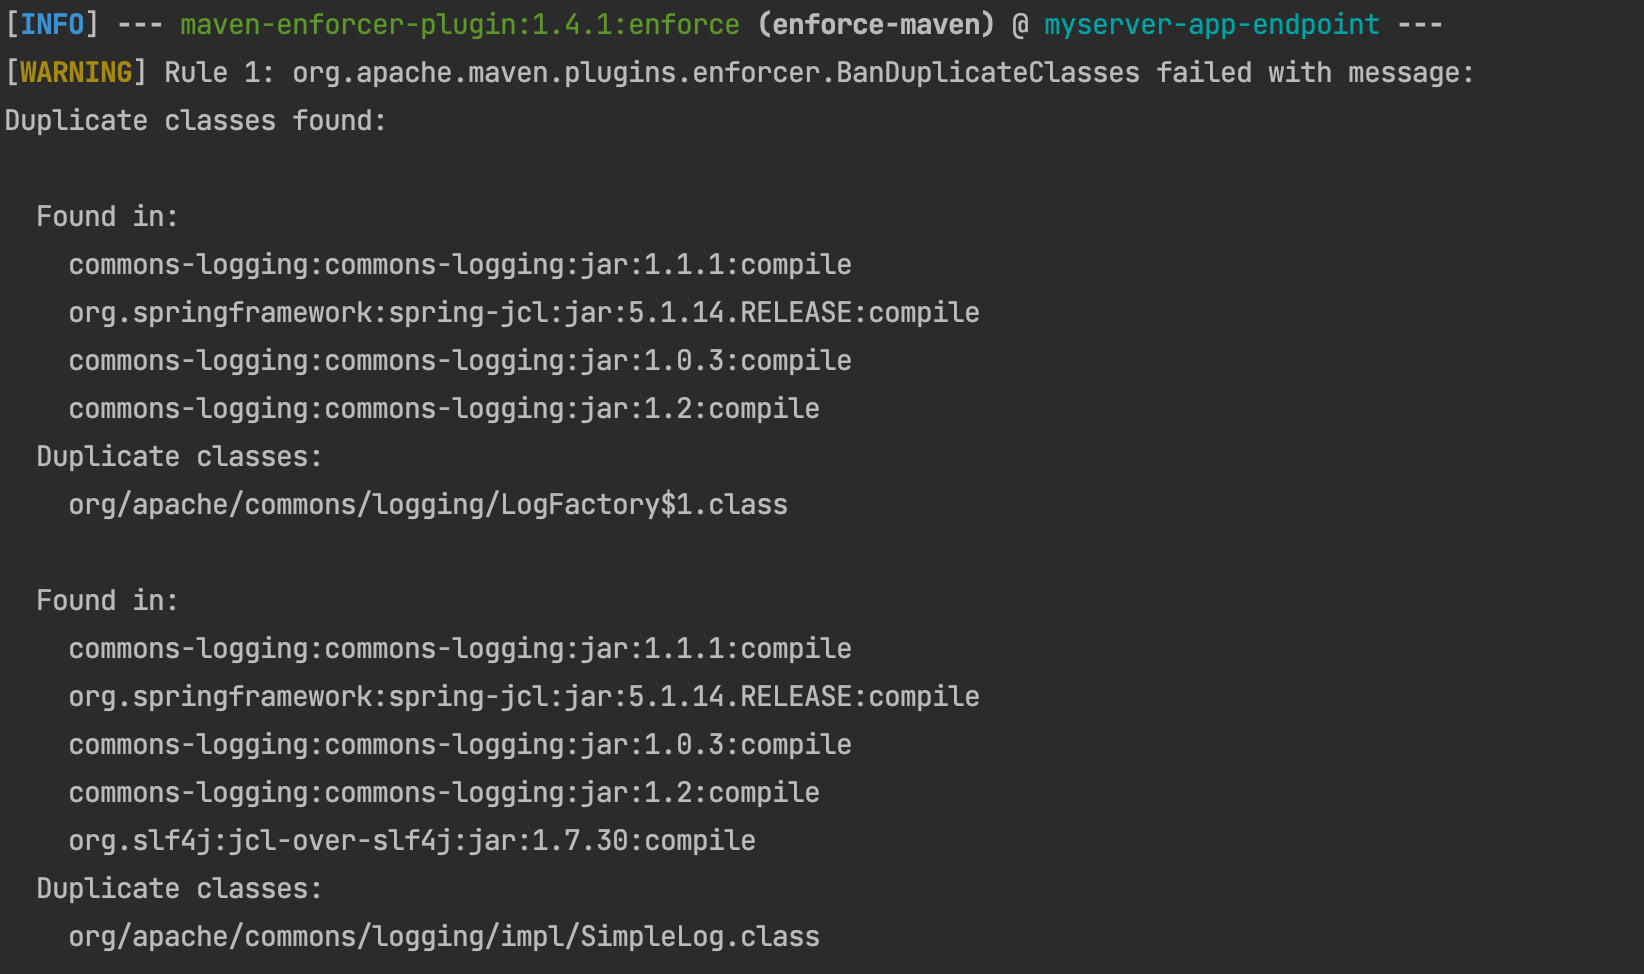 [INFO] --- maven-enforcer-plugin:1.4.1:enforce (enforce-maven) @ myserver-app-endpoint ---
[WARNING] Rule 1: org.apache.maven.plugins.enforcer.BanDuplicateClasses failed with message:
Duplicate classes found:
Found in:
commons-logging:commons-logging:jar:1.1.1:compile
org.springframework:spring-jcl:jar:5.1.14.RELEASE:compile
commons-logging:commons-logging:jar:1.0.3:compile
commons-logging:commons-logging:jar:1.2:compile
Duplicate classes:
org/apache/commons/logging/LogFactory$1.class
Found in:
commons-logging:commons-logging:jar:1.1.1:compile
org.springframework:spring-jcl:jar:5.1.14.RELEASE:compile
commons-logging:commons-logging:jar:1.0.3:compile
commons-logging:commons-logging:jar:1.2:compile
org.slf4j:jcl-over-slf4j:jar:1.7.30:compile
Duplicate classes:
org/apache/commons/logging/impl/SimpleLog.class